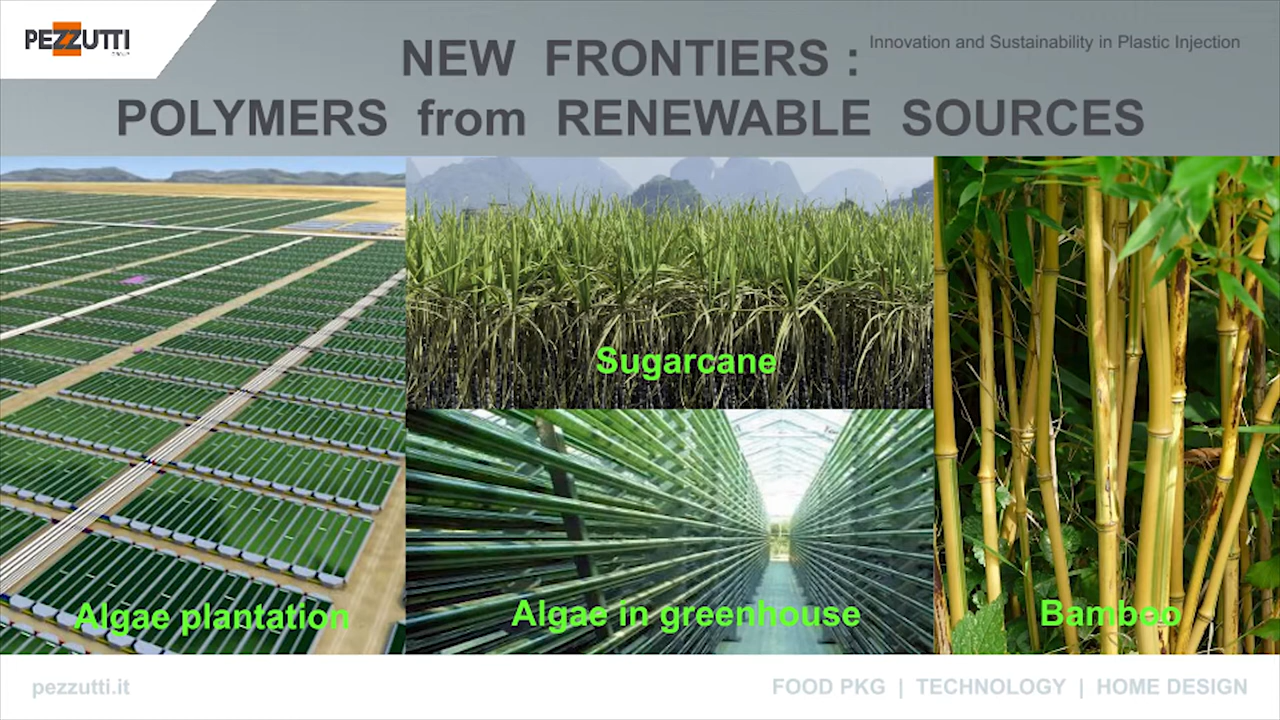 PEZZUTTI
GROUP
Innovation and Sustainability in Plastic Injection
NEW FRONTIERS :
POLYMERS from RENEWABLE SOURCES
Sugarcane
Algae plantation
Algae in greenhouse
Bamboo
pezzutti.it
FOOD PKG | TECHNOLOGY | HOME DESIGN